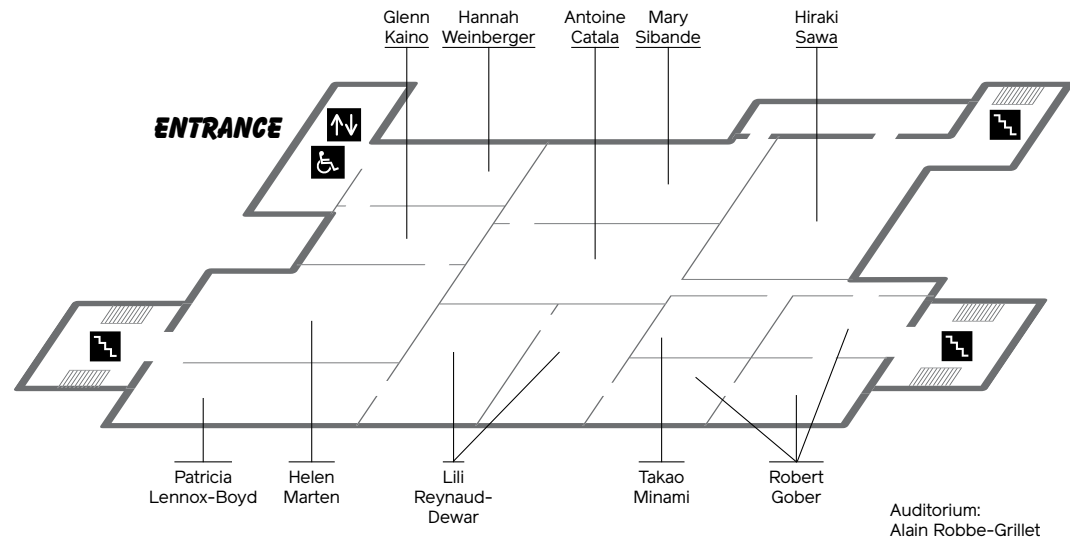 Glenn
Kaino
Hannah
Weinberger
Antoine
Catala
Mary
Sibande
Hiraki
Sawa
ENTRANCE
Patricia
Lennox-Boyd
Helen
Marten
Lili
Reynaud-
Dewar
Takao
Minami
Robert
Gober
Auditorium:
Alain Robbe-Grillet